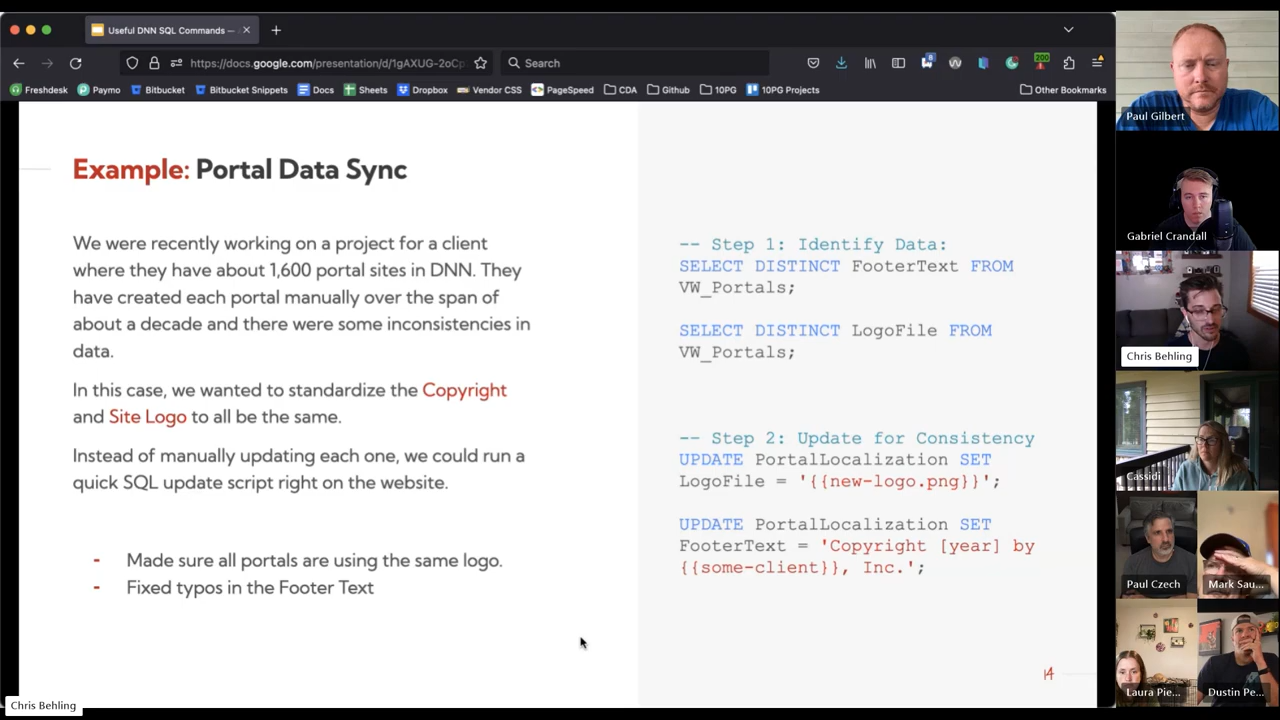 Useful DNN SQL Commands —
https://docs.google.com/presentation/d/1gAXUG-2oCp
Search
200
Freshdesk
Paymo
Bitbucket
Bitbucket Snippets
Docs
Sheets
Dropbox
Vendor CSS
PageSpeed
CDA
Github
10PG
10PG Projects
Other Bookmarks
Example: Portal Data Sync
We were recently working on a project for a client
where they have about 1,600 portal sites in DNN. They
have created each portal manually over the span of
about a decade and there were some inconsistencies in
data.
In this case, we wanted to standardize the Copyright
and Site Logo to all be the same.
Instead of manually updating each one, we could run a
quick SQL update script right on the website.
- Made sure all portals are using the same logo.
- Fixed typos in the Footer Text
-- Step 1: Identify Data:
SELECT DISTINCT FooterText FROM
VW_Portals;
SELECT DISTINCT LogoFile FROM
VW_Portals;
-- Step 2: Update for Consistency
UPDATE PortalLocalization SET
LogoFile = '{{new-logo.png}}';
UPDATE PortalLocalization SET
FooterText = 'Copyright [year] by
{{some-client}}, Inc.';
14
Chris Behling
Paul Gilbert
Gabriel Crandall
Chris Behling
Cassidi
Paul Czech
Mark Sau...
Laura Pie...
Dustin Pe...